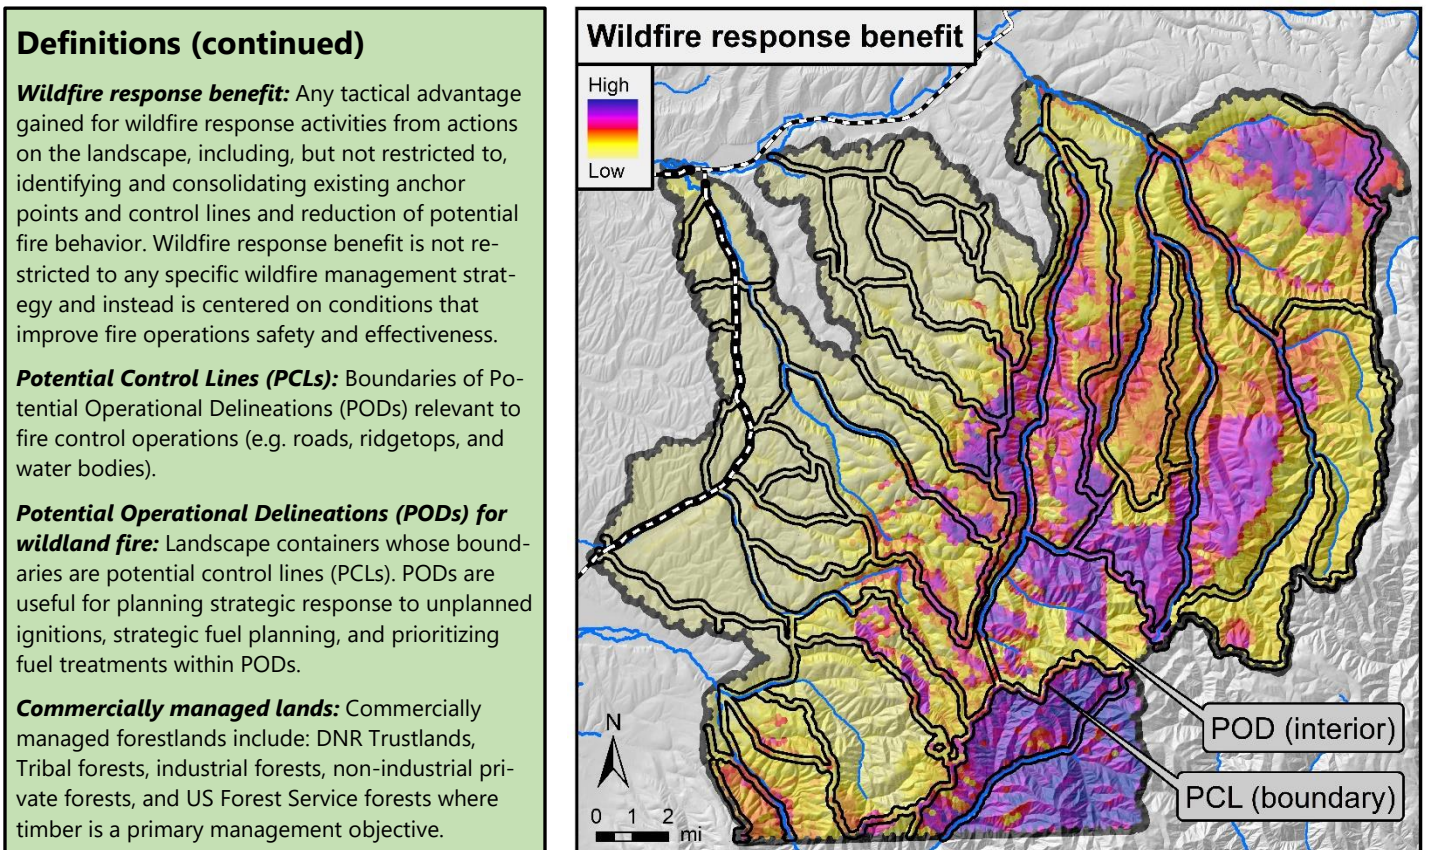 Definitions (continued)
Wildfire response benefit: Any tactical advantage
gained for wildfire response activities from actions
on the landscape, including, but not restricted to,
identifying and consolidating existing anchor
points and control lines and reduction of potential
fire behavior. Wildfire response benefit is not re-
stricted to any specific wildfire management strat-
egy and instead is centered on conditions that
improve fire operations safety and effectiveness.
Potential Control Lines (PCLs): Boundaries of Po-
tential Operational Delineations (PODs) relevant to
fire control operations (e.g. roads, ridgetops, and
water bodies).
Potential Operational Delineations (PODs) for
wildland fire: Landscape containers whose bound-
aries are potential control lines (PCLs). PODs are
useful for planning strategic response to unplanned
ignitions, strategic fuel planning, and prioritizing
fuel treatments within PODs.
Commercially managed lands: Commercially
managed forestlands include: DNR Trustlands,
Tribal forests, industrial forests, non-industrial pri-
vate forests, and US Forest Service forests where
timber is a primary management objective.
Wildfire response benefit
High
Low
POD (interior)
PCL (boundary)
N
0 1 2
mi